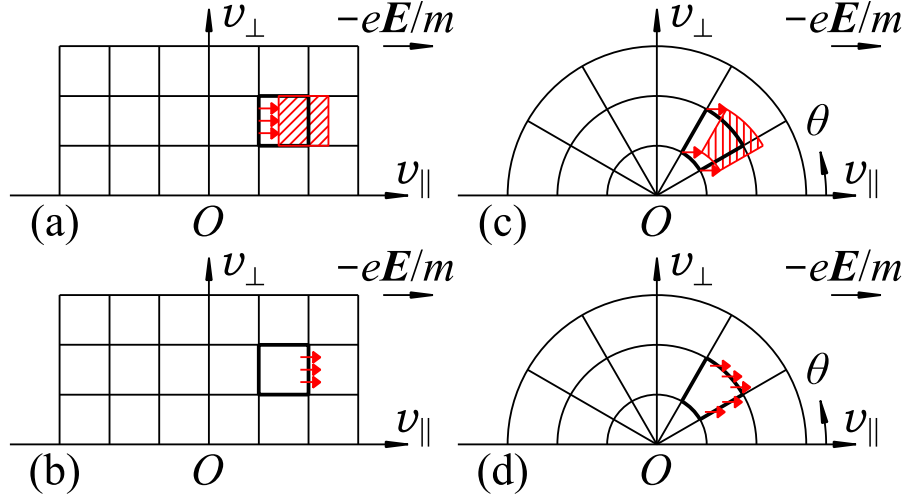 v⊥ −eE/m
v∥
(a) O
v⊥ −eE/m
θ
v∥
(c) O
v⊥ −eE/m
v∥
(b) O
v⊥ −eE/m
θ
v∥
(d) O